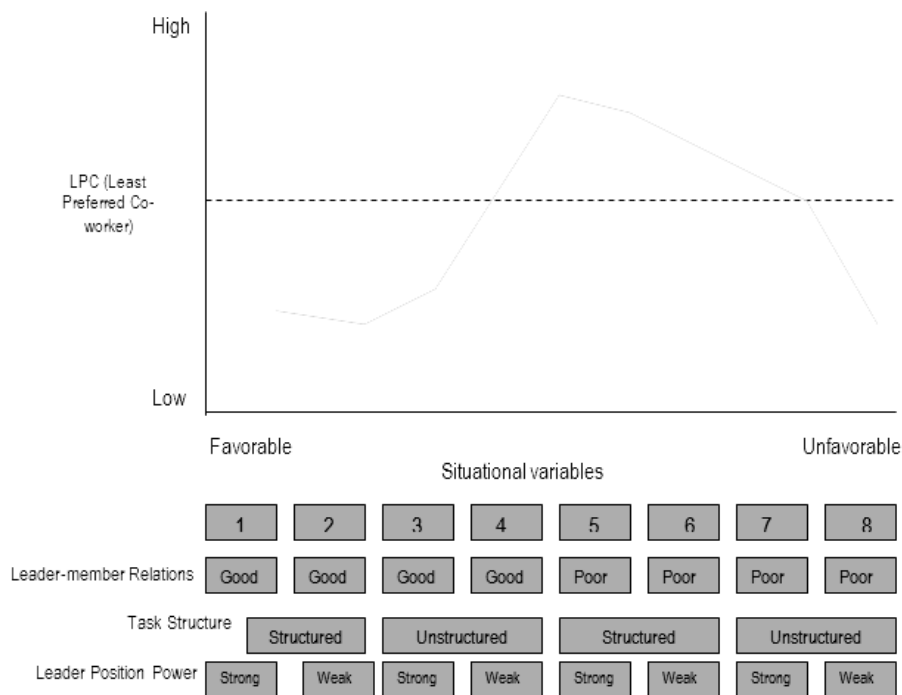 High
LPC (Least
Preferred Co-
worker)
Low
Favorable Unfavorable
Situational variables
1 2 3 4 5 6 7 8
Leader-member Relations Good Good Good Good Poor Poor Poor Poor
Task Structure Structured Unstructured Structured Unstructured
Leader Position Power Strong Weak Strong Weak Strong Weak Strong Weak